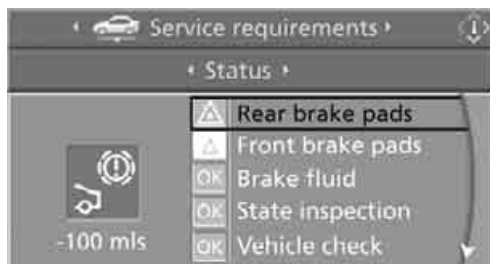 Service requirements
Status
Rear brake pads
Front brake pads
OK Brake fluid
OK State inspection
-100 mls OK Vehicle check